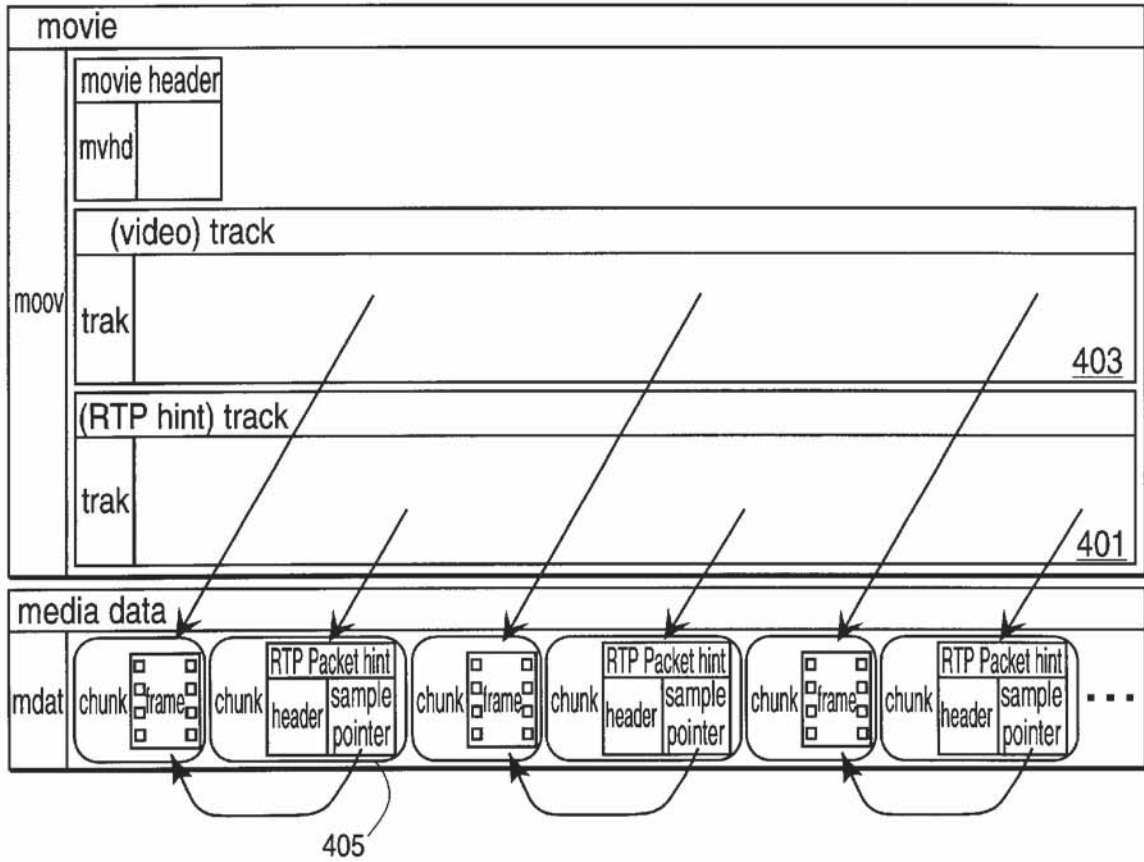 movie
movie header
mvhd
moov
(video) track
trak
403
(RTP hint) track
trak
401
media data
mdat
chunk
frame
chunk
RTP Packet hint
header
sample
pointer
chunk
frame
chunk
RTP Packet hint
header
sample
pointer
chunk
frame
chunk
RTP Packet hint
header
sample
pointer
...
405